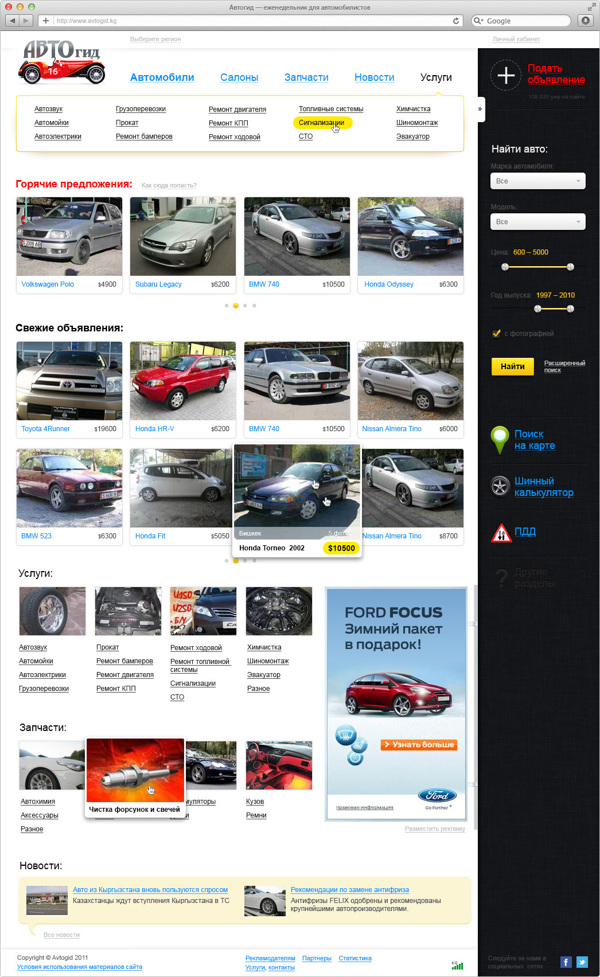 Автогид — еженедельник для автомобилистов
http://www.avtogid.kg
Google
АВТОгид
16
Выберите регион
Личный кабинет
Автомобили
Салоны
Запчасти
Новости
Услуги
Подать
объявление
Автозвук
Грузоперевозки
Ремонт двигателя
Топливные системы
Химчистка
Автомойки
Прокат
Ремонт КПП
Сигнализации
Шиномонтаж
Автоэлектрики
Ремонт бамперов
Ремонт ходовой
СТО
Эвакуатор
Найти авто:
Марка автомобиля:
Все
Модель:
Все
Цена: 600 – 5000
Год выпуска: 1997 – 2010
с фотографией
Найти
Расширенный
поиск
Поиск
на карте
Шинный
калькулятор
ПДД
Другие
разделы
Горячие предложения:
Как сюда попасть?
Volkswagen Polo $4900
Subaru Legacy $6200
BMW 740 $10500
Honda Odyssey $6300
Свежие объявления:
Toyota 4Runner $19600
Honda HR-V $6200
BMW 740 $10500
Nissan Almera Tino $6000
BMW 523 $6300
Honda Fit $5050
Бишкек
Honda Torneo 2002 $10500
Nissan Almera Tino $8700
Услуги:
Автозвук
Автомойки
Автоэлектрики
Грузоперевозки
Прокат
Ремонт бамперов
Ремонт двигателя
Ремонт КПП
Ремонт ходовой
Ремонт топливной
системы
Сигнализации
СТО
Химчистка
Шиномонтаж
Эвакуатор
Разное
FORD FOCUS
Зимний пакет
в подарок!
Узнать больше
Ford
Go Further
правовая информация
Разместить рекламу
Запчасти:
Чистка форсунок и свечей
Автохимия
Аксессуары
Разное
Кузов
Ремни
Новости:
Авто из Кыргызстана вновь пользуются спросом
Казахстанцы ждут вступления Кыргызстана в ТС
Рекомендации по замене антифриза
Антифризы FELIX одобрены и рекомендованы
крупнейшими автопроизводителями.
Все новости
Copyright © Avtogid 2011
Условия использования материалов сайта
Рекламодателям
Партнеры
Статистика
Услуги, контакты
Следуйте за нами в
социальных сетях